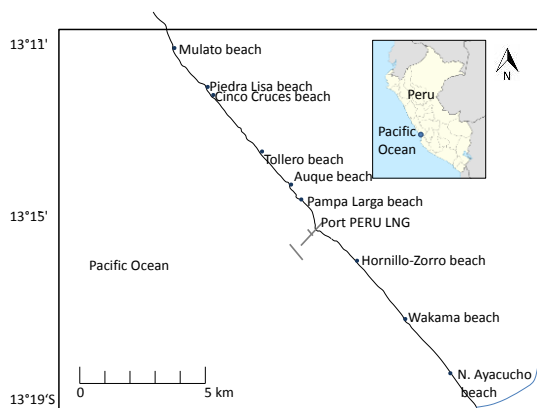 13°11'
Mulato beach
Piedra Lisa beach
Cinco Cruces beach
Peru
Pacific
Ocean
N
Tollero beach
Auque beach
Pampa Larga beach
13°15'
Port PERU LNG
Pacific Ocean
Hornillo-Zorro beach
Wakama beach
N. Ayacucho
beach
0
5 km
13°19'S